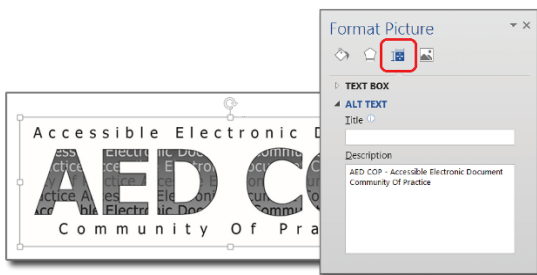 Format Picture
TEXT BOX
ALT TEXT
Title
Description
AED COP - Accessible Electronic Document
Community Of Practice
Accessible Electronic
AED CO
Community Of Pra